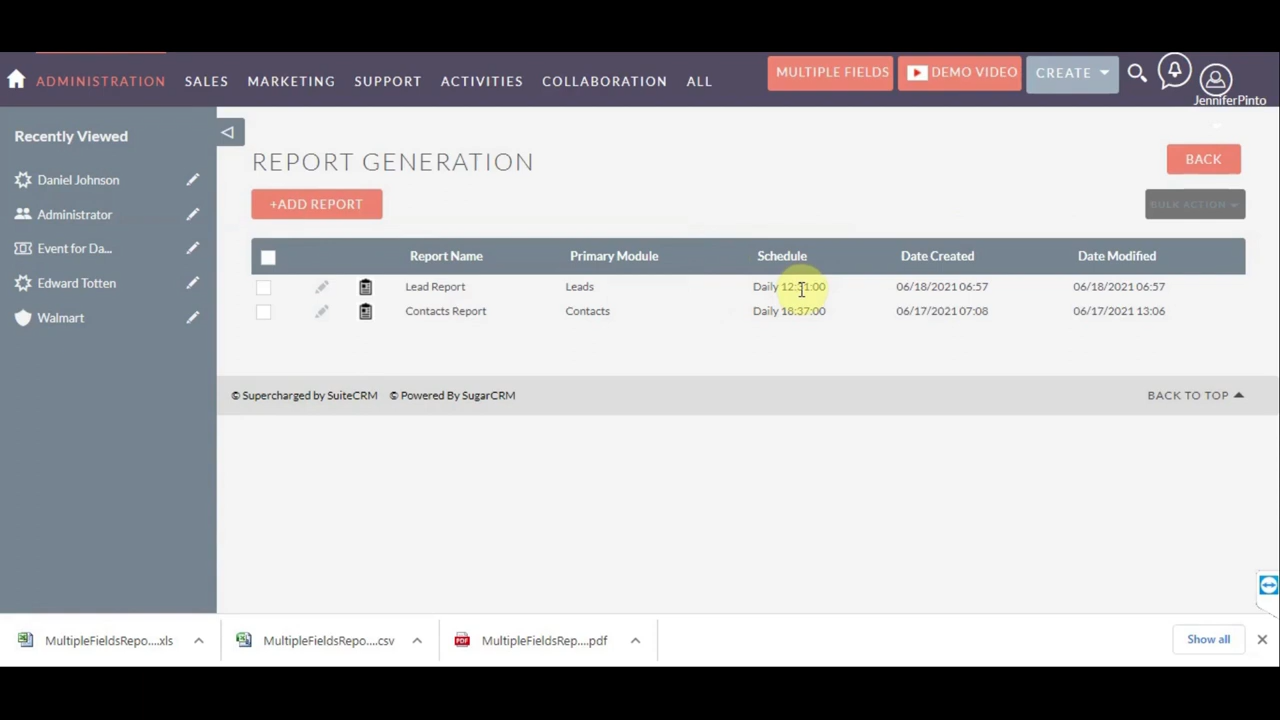 ADMINISTRATION SALES MARKETING SUPPORT ACTIVITIES COLLABORATION ALL MULTIPLE FIELDS DEMO VIDEO CREATE
JenniferPinto
Recently Viewed
Daniel Johnson
Administrator
Event for Da...
Edward Totten
Walmart
REPORT GENERATION
BACK
+ADD REPORT
BULK ACTION
Report Name Primary Module Schedule Date Created Date Modified
Lead Report Leads Daily 06/18/2021 06:57 06/18/2021 06:57
Contacts Report Contacts Daily 18:37:00 06/17/2021 07:08 06/17/2021 13:06
© Supercharged by SuiteCRM © Powered By SugarCRM
BACK TO TOP
MultipleFieldsRepo....xls MultipleFieldsRepo....csv MultipleFieldsRep....pdf Show all